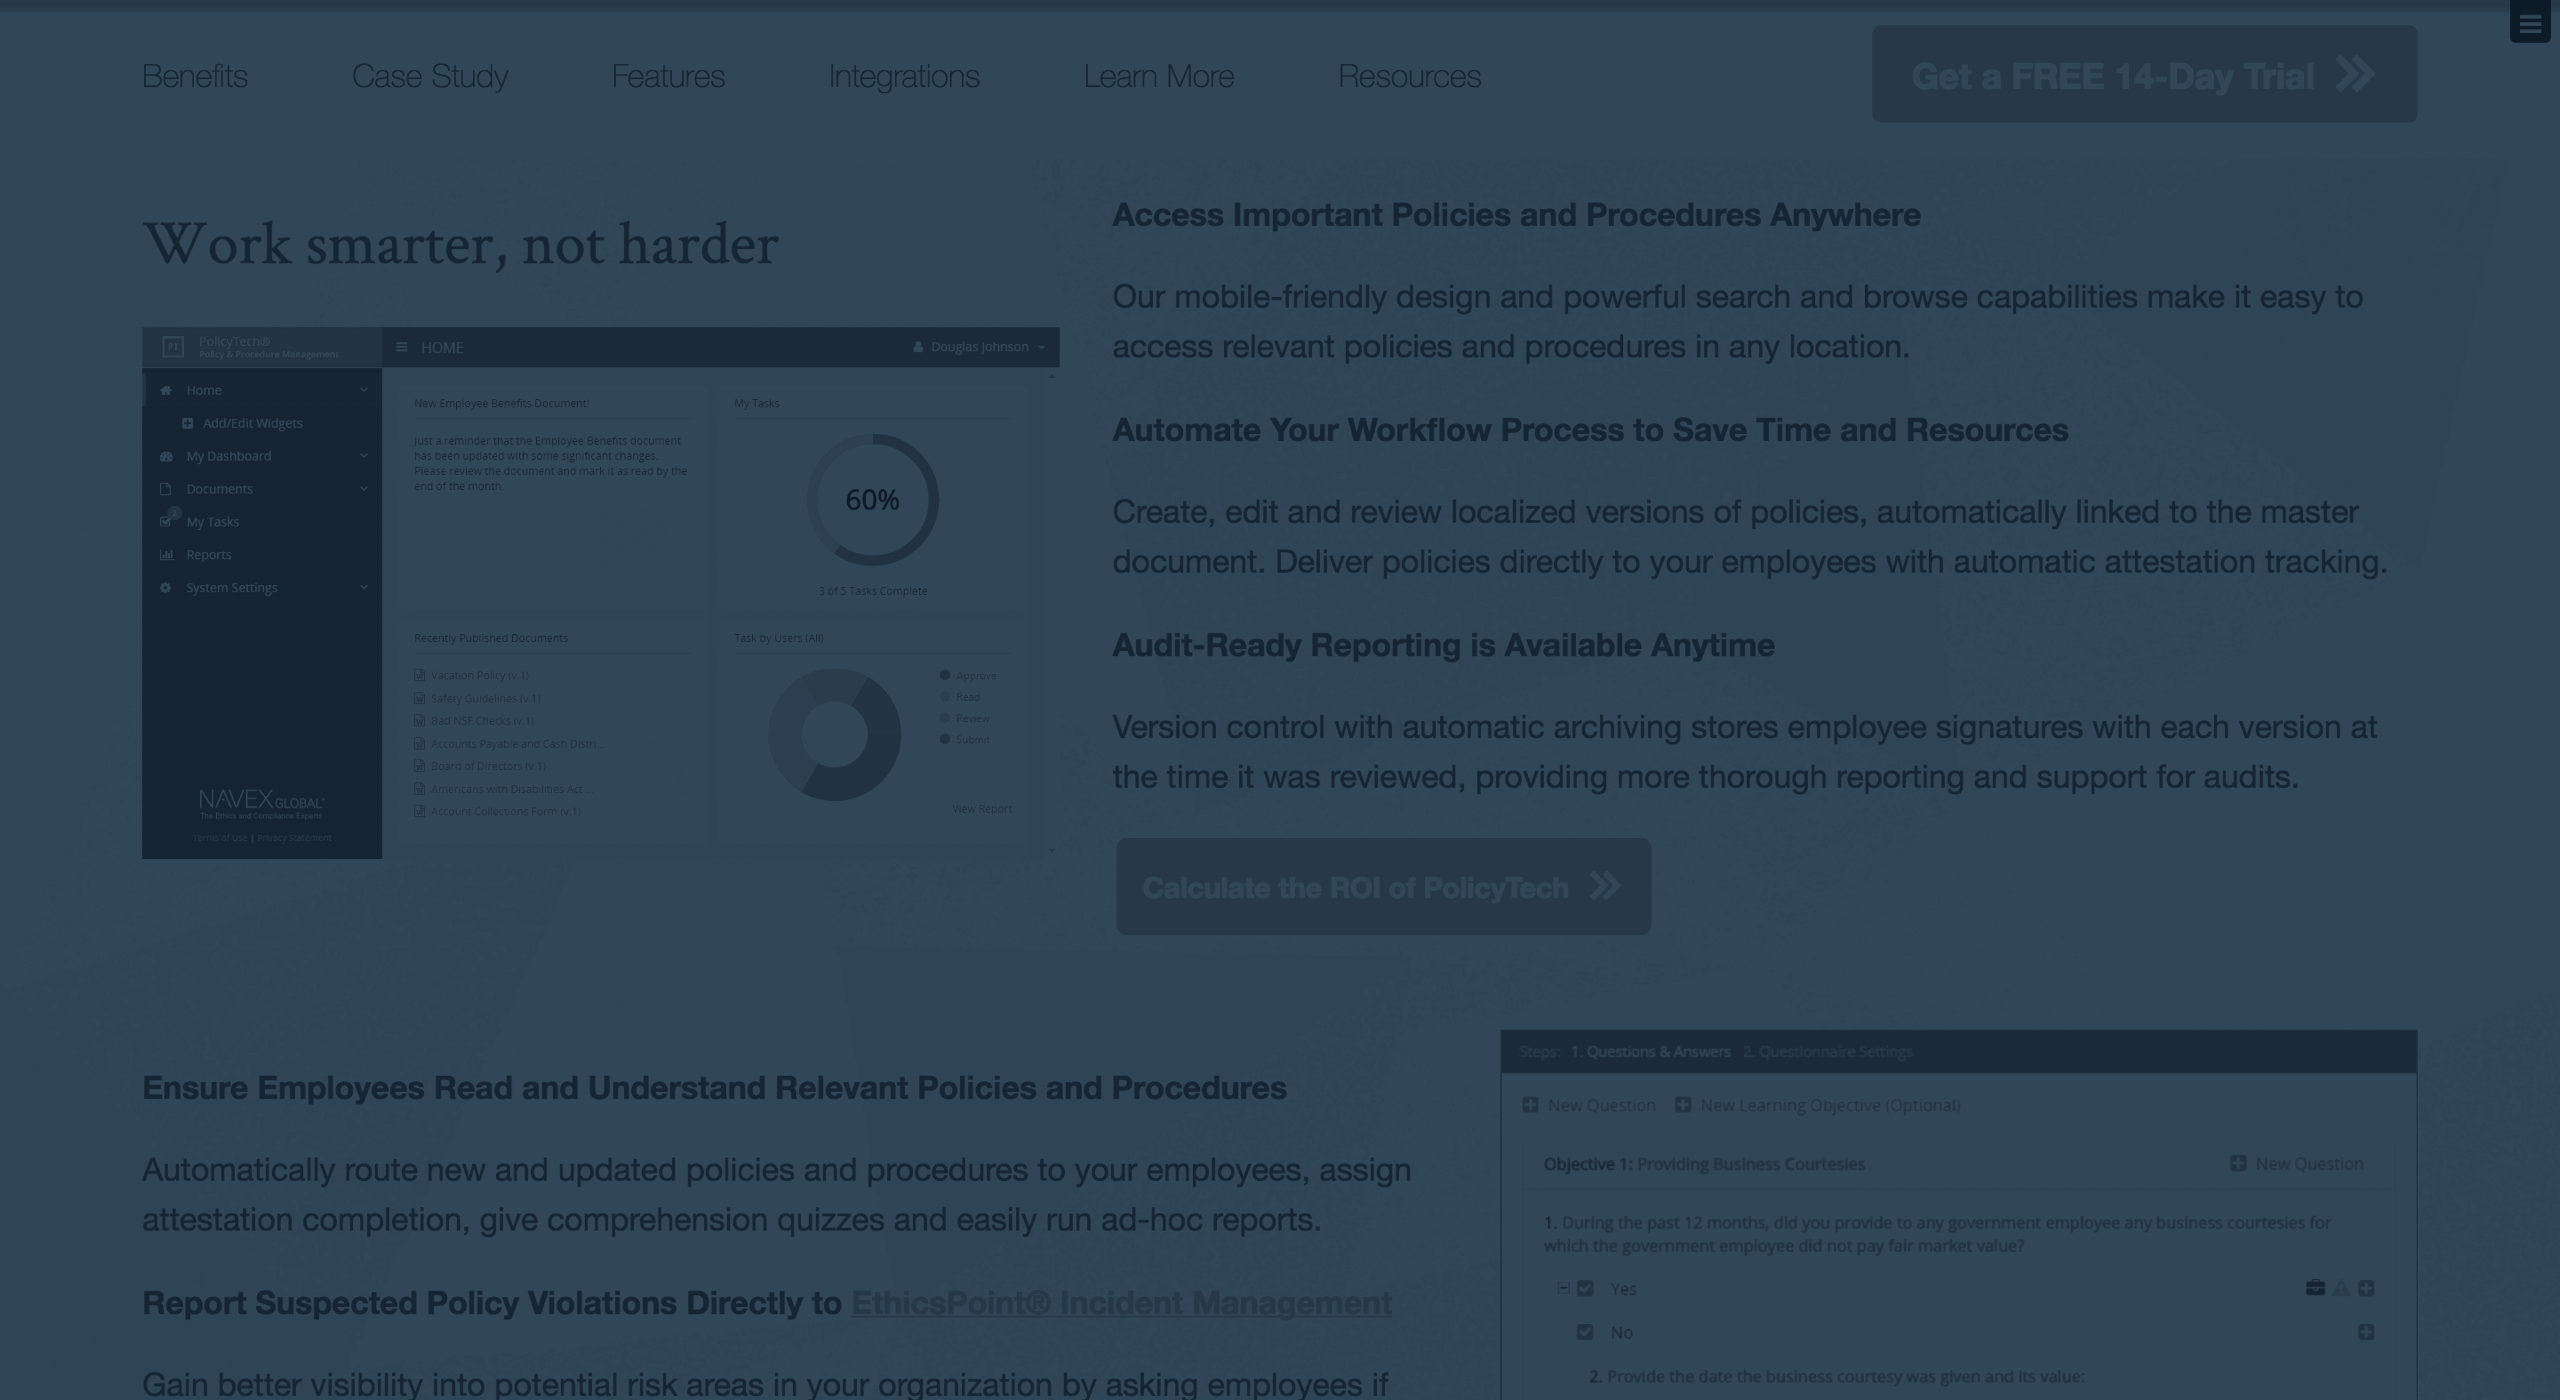 Benefits
Case Study
Features
Integrations
Learn More
Resources
Get a FREE 14-Day Trial
Work smarter, not harder
PT
PolicyTech®
Policy & Procedure Management
HOME
Douglas Johnson
Home
Add/Edit Widgets
My Dashboard
Documents
2
My Tasks
Reports
System Settings
NAVEX GLOBAL™
The Ethics and Compliance Experts
Terms of Use | Privacy Statement
New Employee Benefits Document!
Just a reminder that the Employee Benefits document
has been updated with some significant changes.
Please review the document and mark it as read by the
end of the month.
My Tasks
60%
3 of 5 Tasks Complete
Recently Published Documents
Vacation Policy (v.1)
Safety Guidelines (v.1)
Bad NSF Checks (v.1)
Accounts Payable and Cash Distri...
Board of Directors (v.1)
Americans with Disabilities Act ...
Account Collections Form (v.1)
Task by Users (All)
Approve
Read
Review
Submit
View Report
Access Important Policies and Procedures Anywhere
Our mobile-friendly design and powerful search and browse capabilities make it easy to
access relevant policies and procedures in any location.
Automate Your Workflow Process to Save Time and Resources
Create, edit and review localized versions of policies, automatically linked to the master
document. Deliver policies directly to your employees with automatic attestation tracking.
Audit-Ready Reporting is Available Anytime
Version control with automatic archiving stores employee signatures with each version at
the time it was reviewed, providing more thorough reporting and support for audits.
Calculate the ROI of PolicyTech
Ensure Employees Read and Understand Relevant Policies and Procedures
Automatically route new and updated policies and procedures to your employees, assign
attestation completion, give comprehension quizzes and easily run ad-hoc reports.
Report Suspected Policy Violations Directly to EthicsPoint® Incident Management
Gain better visibility into potential risk areas in your organization by asking employees if
Steps: 1. Questions & Answers 2. Questionnaire Settings
New Question
New Learning Objective (Optional)
Objective 1: Providing Business Courtesies
New Question
1. During the past 12 months, did you provide to any government employee any business courtesies for
which the government employee did not pay fair market value?
Yes
No
2. Provide the date the business courtesy was given and its value: